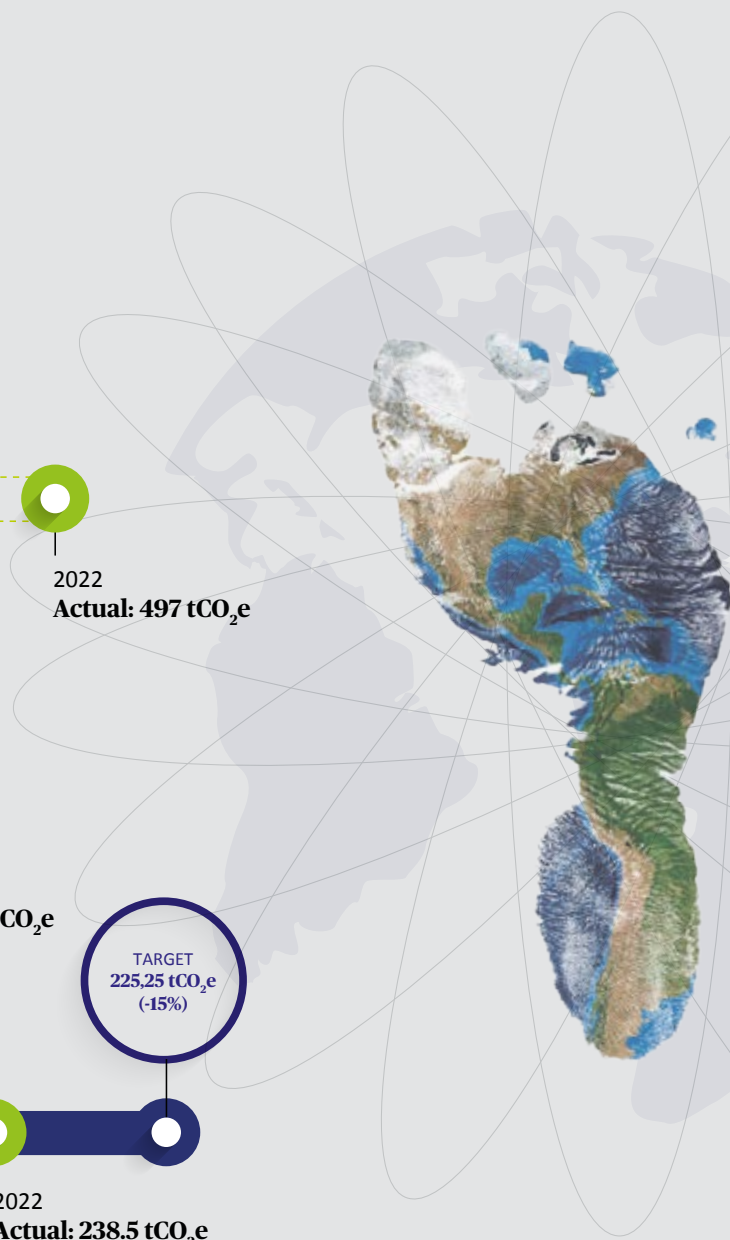 2022
Actual: 497 tCO₂e
CO₂e
TARGET
225,25 tCO₂e
(-15%)
2022
Actual: 238.5 tCO₂e